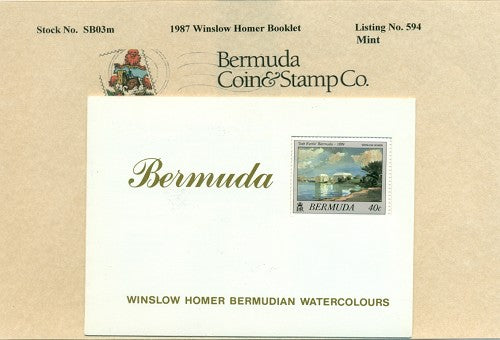 Stock No. SB03m 1987 Winslow Homer Booklet Listing No. 594
Mint
Bermuda
Coin & Stamp Co.
Bermuda
BERMUDA 40c
WINSLOW HOMER BERMUDIAN WATERCOLOURS